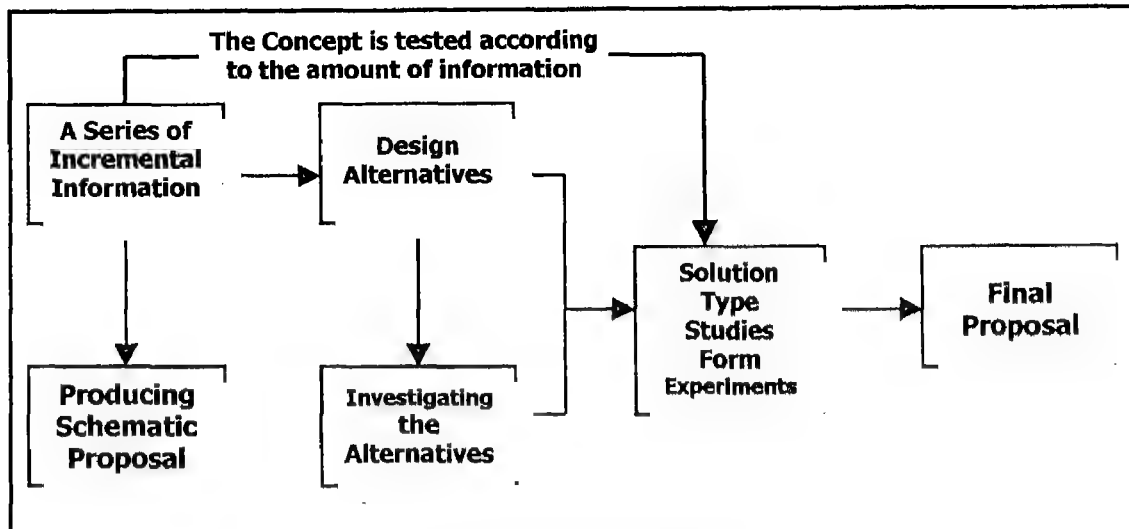 The Concept is tested according
to the amount of information
A Series of
Incremental
Information
Design
Alternatives
Solution
Type
Studies
Form
Experiments
Final
Proposal
Producing
Schematic
Proposal
Investigating
the
Alternatives